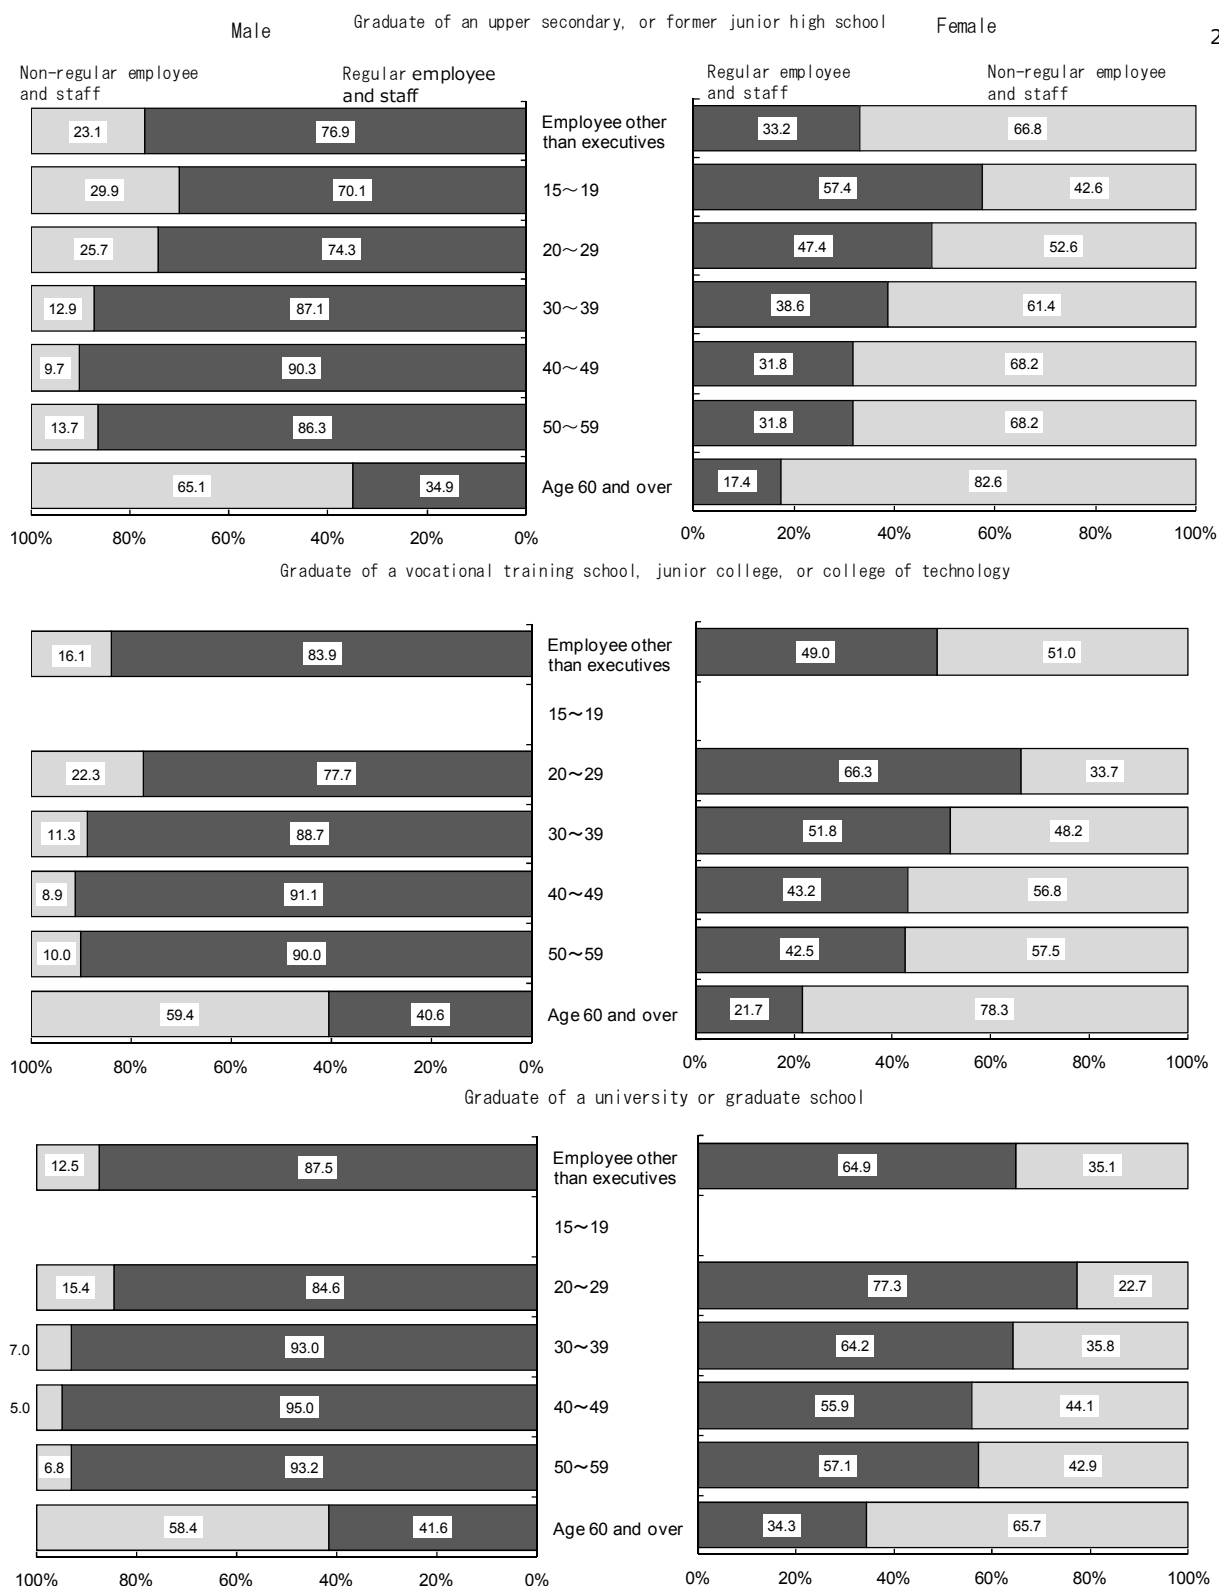 Male
Graduate of an upper secondary, or former junior high school
Female
2
Non-regular employee
and staff
Regular employee
and staff
Regular employee
and staff
Non-regular employee
and staff
23.1 76.9 Employee other
than executives 33.2 66.8
29.9 70.1 15～19 57.4 42.6
25.7 74.3 20～29 47.4 52.6
12.9 87.1 30～39 38.6 61.4
9.7 90.3 40～49 31.8 68.2
13.7 86.3 50～59 31.8 68.2
65.1 34.9 Age 60 and over 17.4 82.6
100% 80% 60% 40% 20% 0% 0% 20% 40% 60% 80% 100%
Graduate of a vocational training school, junior college, or college of technology
16.1 83.9 Employee other
than executives 49.0 51.0
15～19
22.3 77.7 20～29 66.3 33.7
11.3 88.7 30～39 51.8 48.2
8.9 91.1 40～49 43.2 56.8
10.0 90.0 50～59 42.5 57.5
59.4 40.6 Age 60 and over 21.7 78.3
100% 80% 60% 40% 20% 0% 0% 20% 40% 60% 80% 100%
Graduate of a university or graduate school
12.5 87.5 Employee other
than executives 64.9 35.1
15～19
15.4 84.6 20～29 77.3 22.7
7.0 93.0 30～39 64.2 35.8
5.0 95.0 40～49 55.9 44.1
6.8 93.2 50～59 57.1 42.9
58.4 41.6 Age 60 and over 34.3 65.7
100% 80% 60% 40% 20% 0% 0% 20% 40% 60% 80% 100%